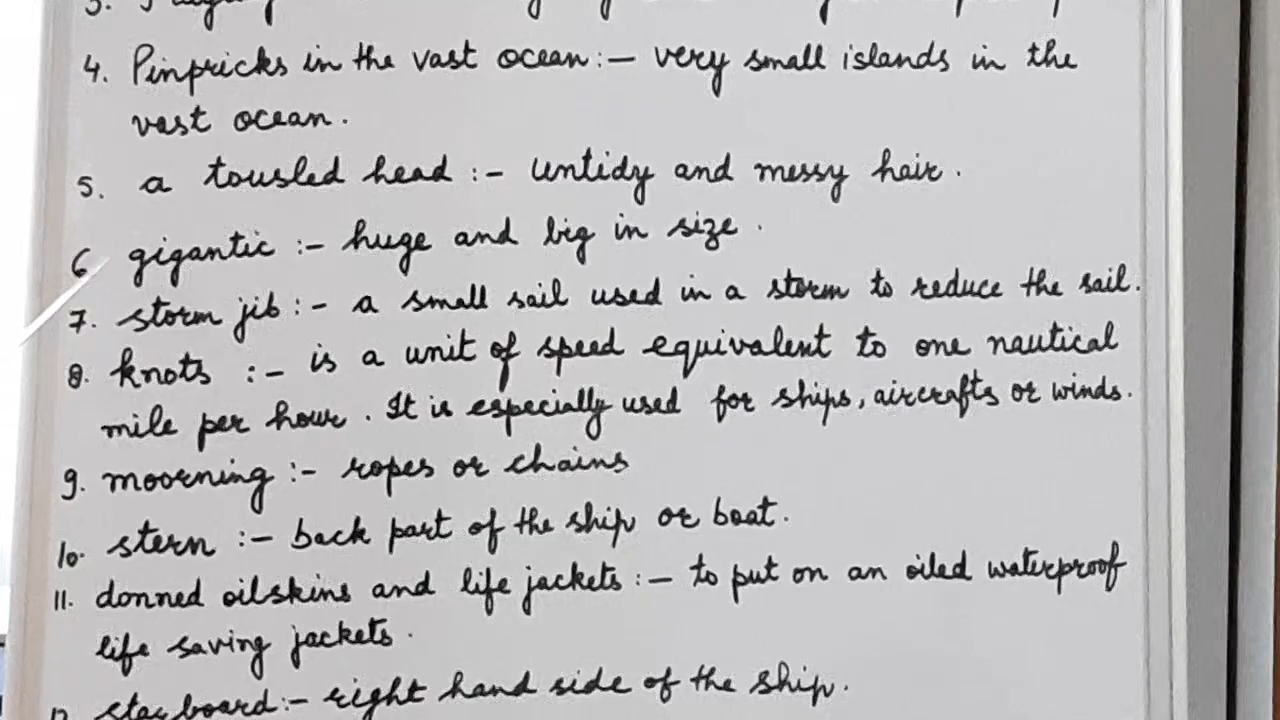 4. Pinpricks in the vast ocean :- very small islands in the
vast ocean.
5. a tousled head :- untidy and messy hair.
6 gigantic :- huge and big in size.
7. storm jib :- a small sail used in a storm to reduce the sail.
8. knots :- is a unit of speed equivalent to one nautical
mile per hour. It is especially used for ships, aircrafts or winds.
9. moorning :- ropes or chains
10. stern :- back part of the ship or boat.
11. donned oilskins and life jackets :- to put on an oiled waterproof
life saving jackets.
starboard :- right hand side of the ship.